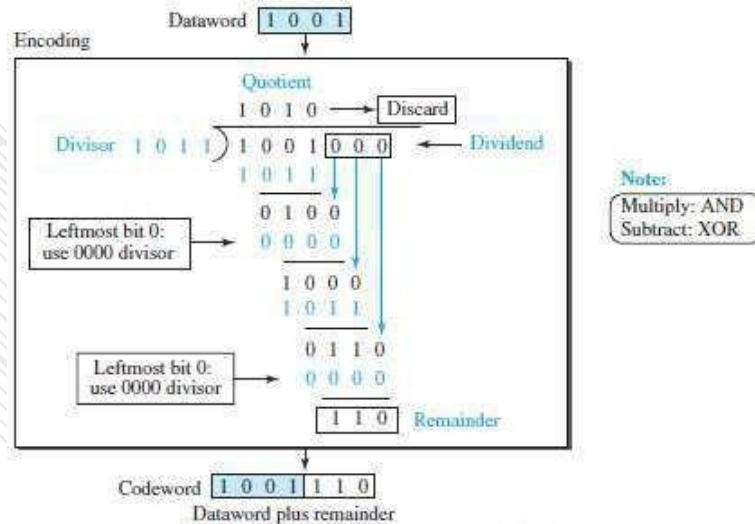 Dataword 1 0 0 1
Encoding
Quotient
1 0 1 0 Discard
Divisor 1 0 1 1 ) 1 0 0 1 0 0 0 Dividend
1 0 1 1
0 1 0 0
Leftmost bit 0:
use 0000 divisor
0 0 0 0
1 0 0 0
1 0 1 1
0 1 1 0
Leftmost bit 0:
use 0000 divisor
0 0 0 0
1 1 0 Remainder
Note:
Multiply: AND
Subtract: XOR
Codeword 1 0 0 1 1 1 0
Dataword plus remainder